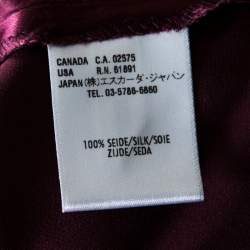 CANADA C.A. 02575
USA R.N. 61891
JAPAN (株)エスカーダ・ジャパン
TEL. 03-5786-6660
100% SEIDE/SILK/SOIE
ZIJDE/SEDA